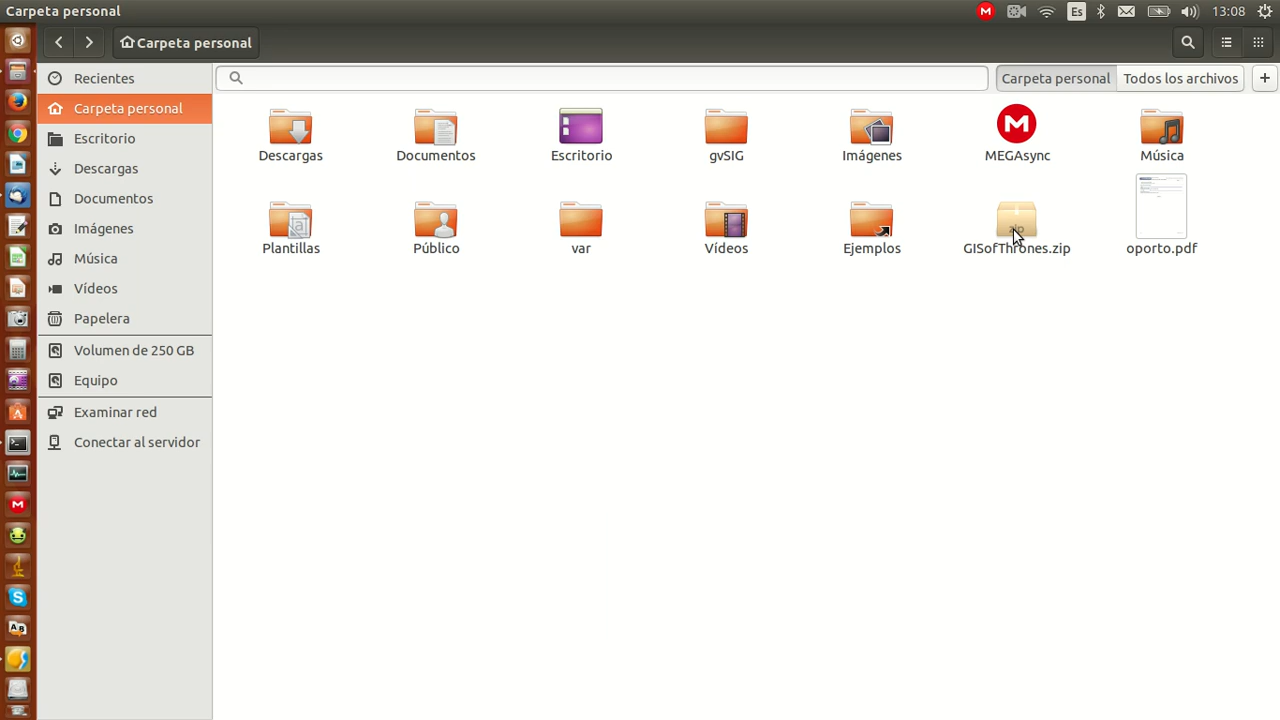 Carpeta personal
Es
13:08
Carpeta personal
Recientes
Carpeta personal
Escritorio
Descargas
Documentos
Imágenes
Música
Vídeos
Papelera
Volumen de 250 GB
Equipo
Examinar red
Conectar al servidor
Carpeta personal
Todos los archivos
Descargas
Documentos
Escritorio
gvSIG
Imágenes
MEGAsync
Música
Plantillas
Público
var
Vídeos
Ejemplos
GISofThrones.zip
oporto.pdf